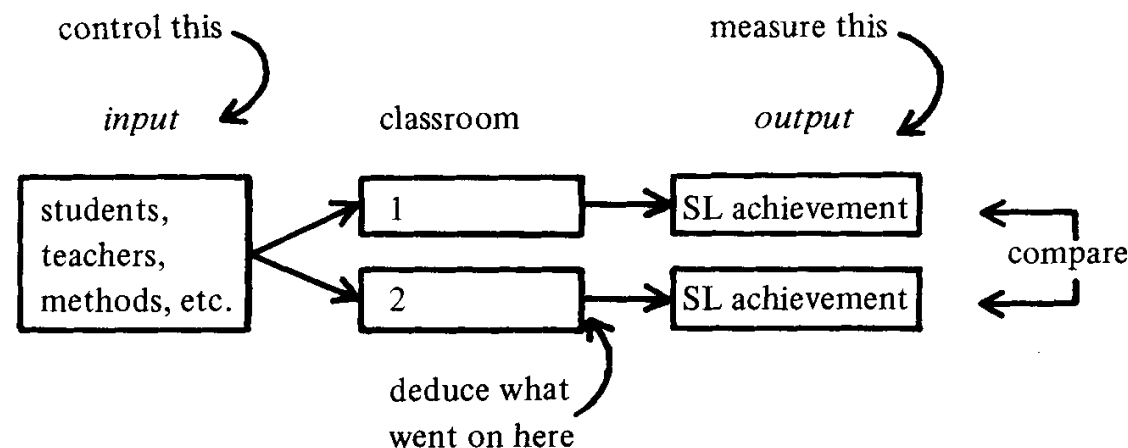 control this
measure this
input
classroom
output
students,
teachers,
methods, etc.
1
SL achievement
2
SL achievement
compare
deduce what
went on here